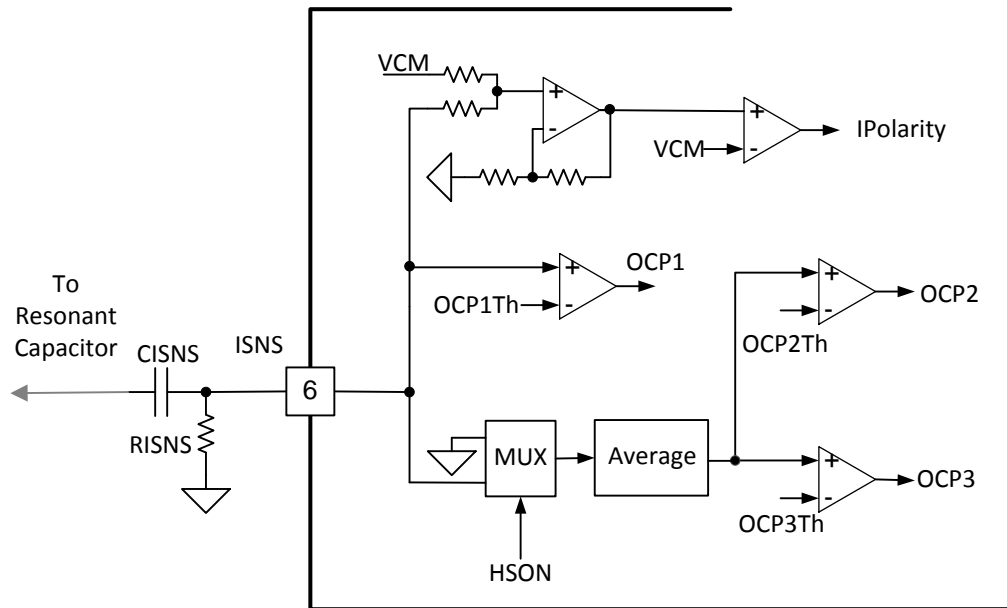 VCM
+
-
+
IPolarity
VCM
-
To
Resonant
Capacitor
OCP1
+
OCP1Th
-
+
OCP2
-
OCP2Th
ISNS
CISNS
6
RISNS
MUX
Average
+
OCP3
-
OCP3Th
HSON